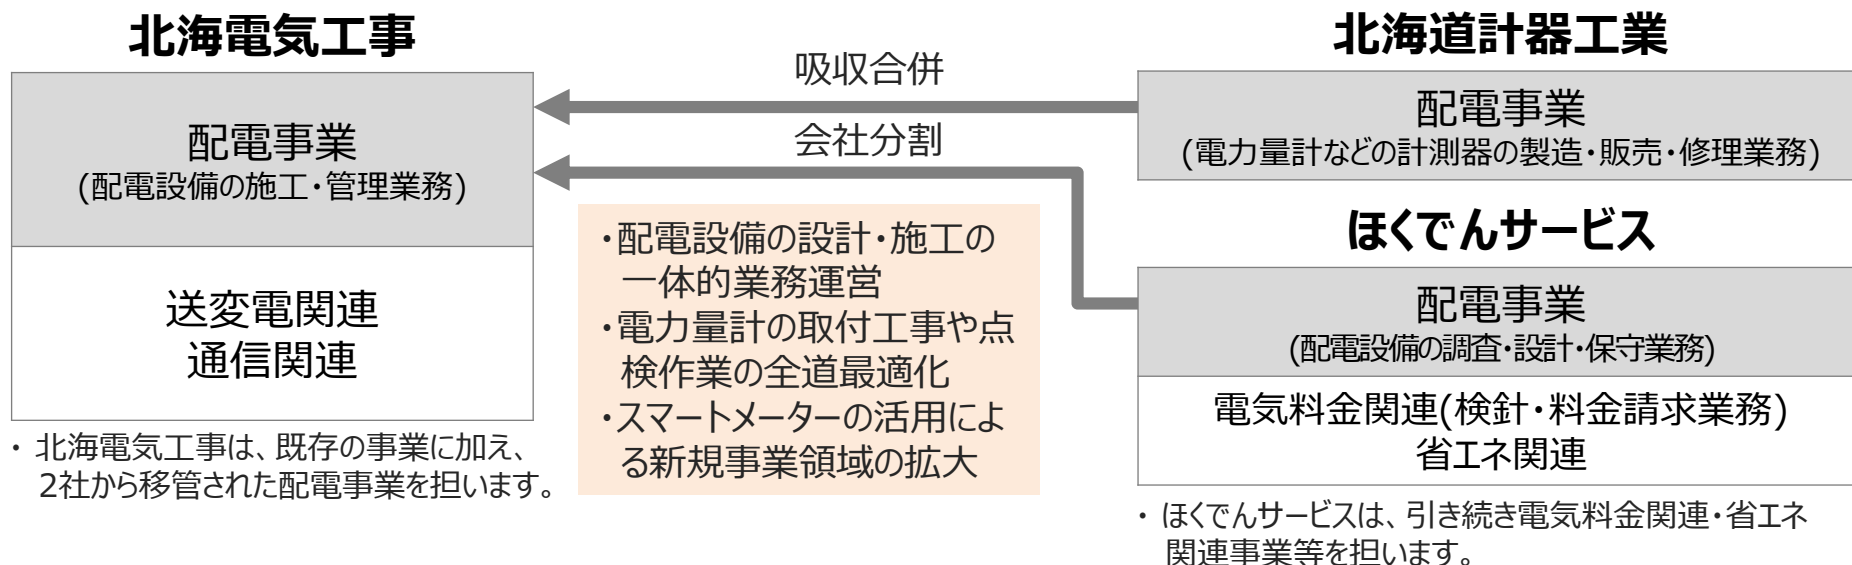 北海電気工事
配電事業
(配電設備の施工・管理業務)
送変電関連
通信関連
・ 北海電気工事は、既存の事業に加え、
2社から移管された配電事業を担います。
吸収合併
会社分割
・配電設備の設計・施工の
一体的業務運営
・電力量計の取付工事や点
検作業の全道最適化
・スマートメーターの活用によ
る新規事業領域の拡大
北海道計器工業
配電事業
(電力量計などの計測器の製造・販売・修理業務)
ほくでんサービス
配電事業
(配電設備の調査・設計・保守業務)
電気料金関連(検針・料金請求業務)
省エネ関連
・ ほくでんサービスは、引き続き電気料金関連・省エネ
関連事業等を担います。